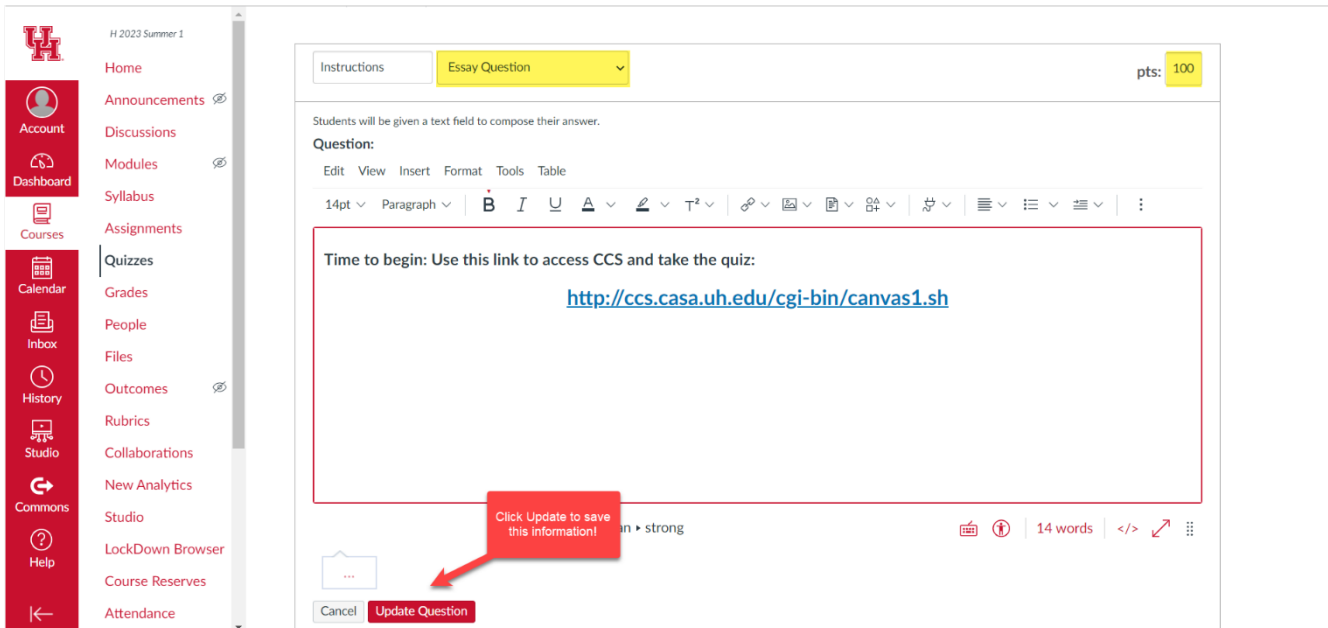 UH
H 2023 Summer 1
Account
Dashboard
Courses
Calendar
Inbox
History
Studio
Commons
Help
Home
Announcements
Discussions
Modules
Syllabus
Assignments
Quizzes
Grades
People
Files
Outcomes
Rubrics
Collaborations
New Analytics
Studio
LockDown Browser
Course Reserves
Attendance
Instructions Essay Question pts: 100
Students will be given a text field to compose their answer.
Question:
Edit View Insert Format Tools Table
14pt Paragraph B I U A T²
Time to begin: Use this link to access CCS and take the quiz:
http://ccs.casa.uh.edu/cgi-bin/canvas1.sh
Click Update to save
this information!
an ▸ strong 14 words </>
...
Cancel Update Question